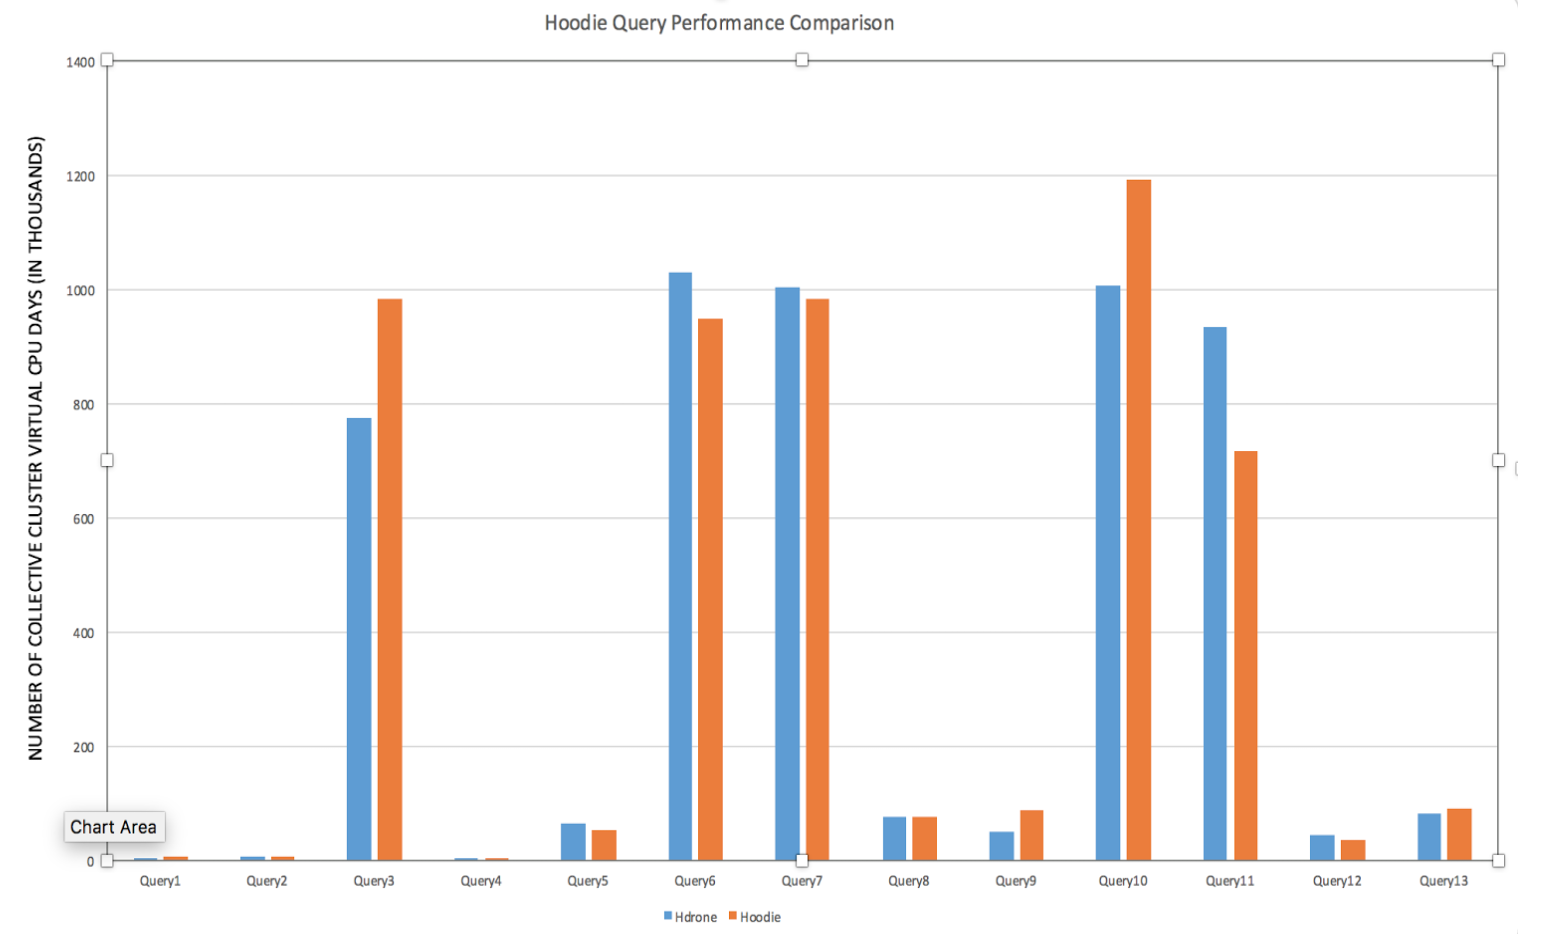 Hoodie Query Performance Comparison
NUMBER OF COLLECTIVE CLUSTER VIRTUAL CPU DAYS (IN THOUSANDS)
1400
1200
1000
800
600
400
200
0
Chart Area
Query1 Query2 Query3 Query4 Query5 Query6 Query7 Query8 Query9 Query10 Query11 Query12 Query13
Hdrone Hoodie